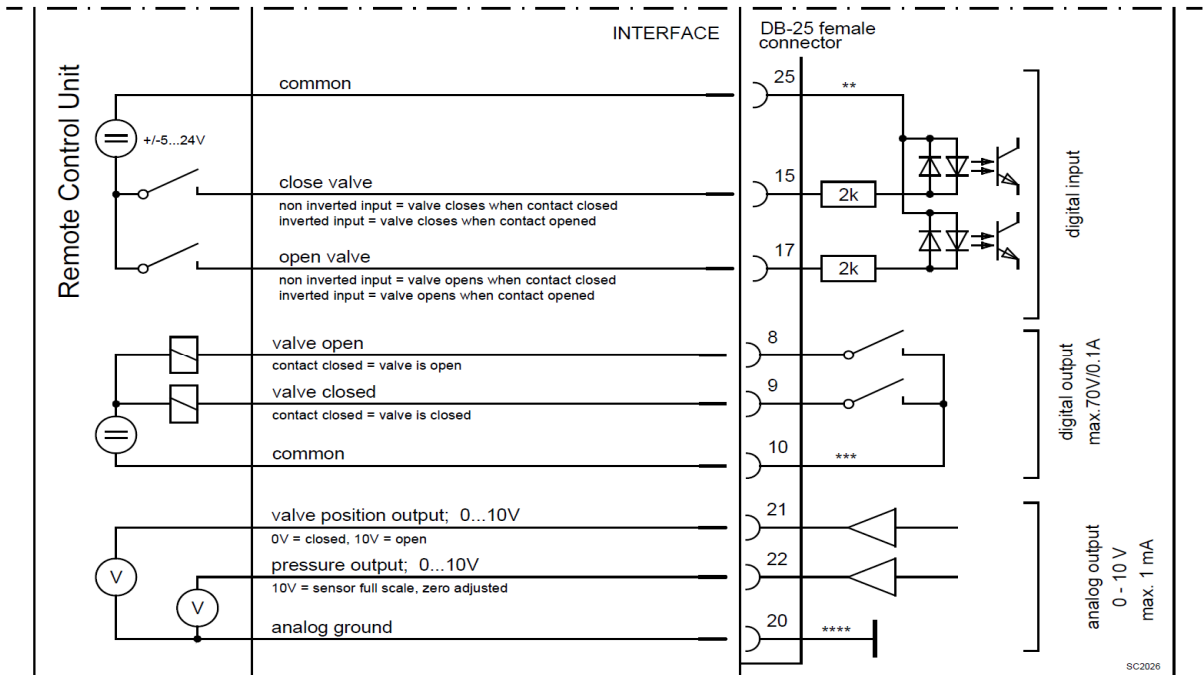 INTERFACE
DB-25 female
connector
Remote Control Unit
common
25
**
+/-5...24V
close valve
15
2k
non inverted input = valve closes when contact closed
inverted input = valve closes when contact opened
open valve
17
2k
non inverted input = valve opens when contact closed
inverted input = valve opens when contact opened
digital input
valve open
8
contact closed = valve is open
valve closed
9
contact closed = valve is closed
common
10
***
digital output
max.70V/0.1A
valve position output; 0...10V
21
0V = closed, 10V = open
pressure output; 0...10V
22
10V = sensor full scale, zero adjusted
V
V
analog ground
20
****
analog output
0 - 10 V
max. 1 mA
SC2026